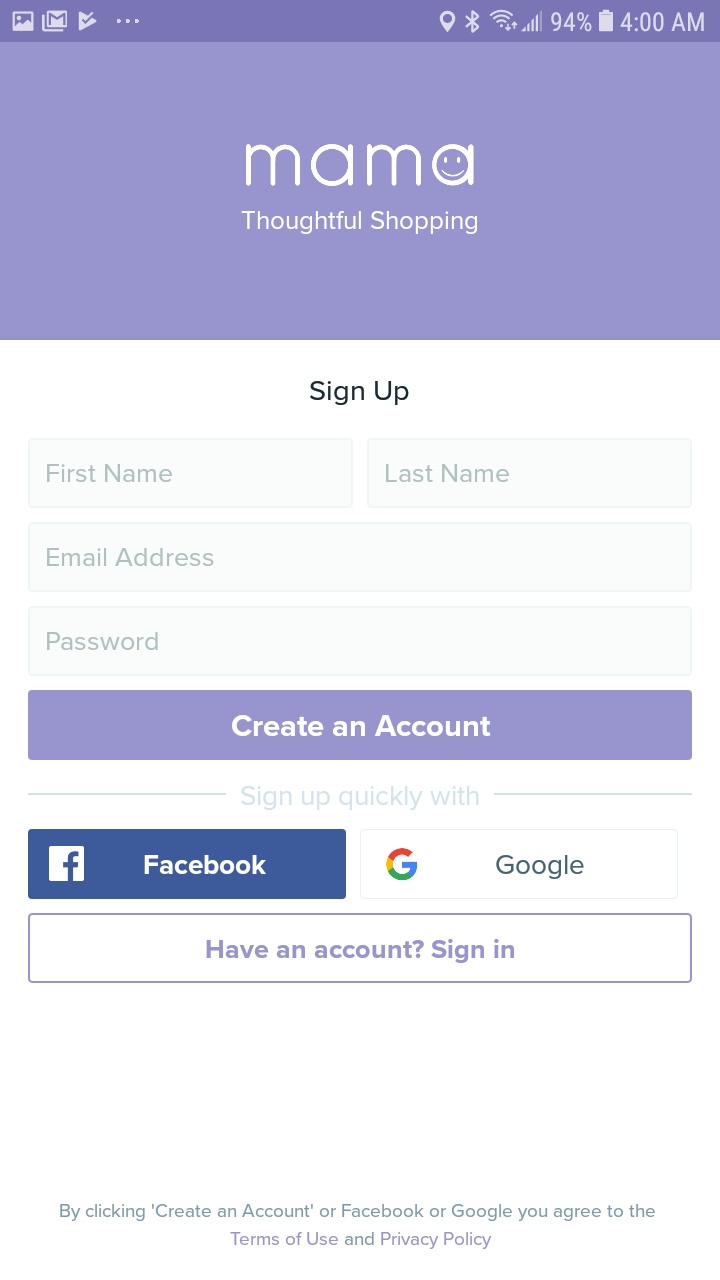 94% 4:00 AM
mama
Thoughtful Shopping
Sign Up
First Name Last Name
Email Address
Password
Create an Account
Sign up quickly with
Facebook Google
Have an account? Sign in
By clicking 'Create an Account' or Facebook or Google you agree to the
Terms of Use and Privacy Policy